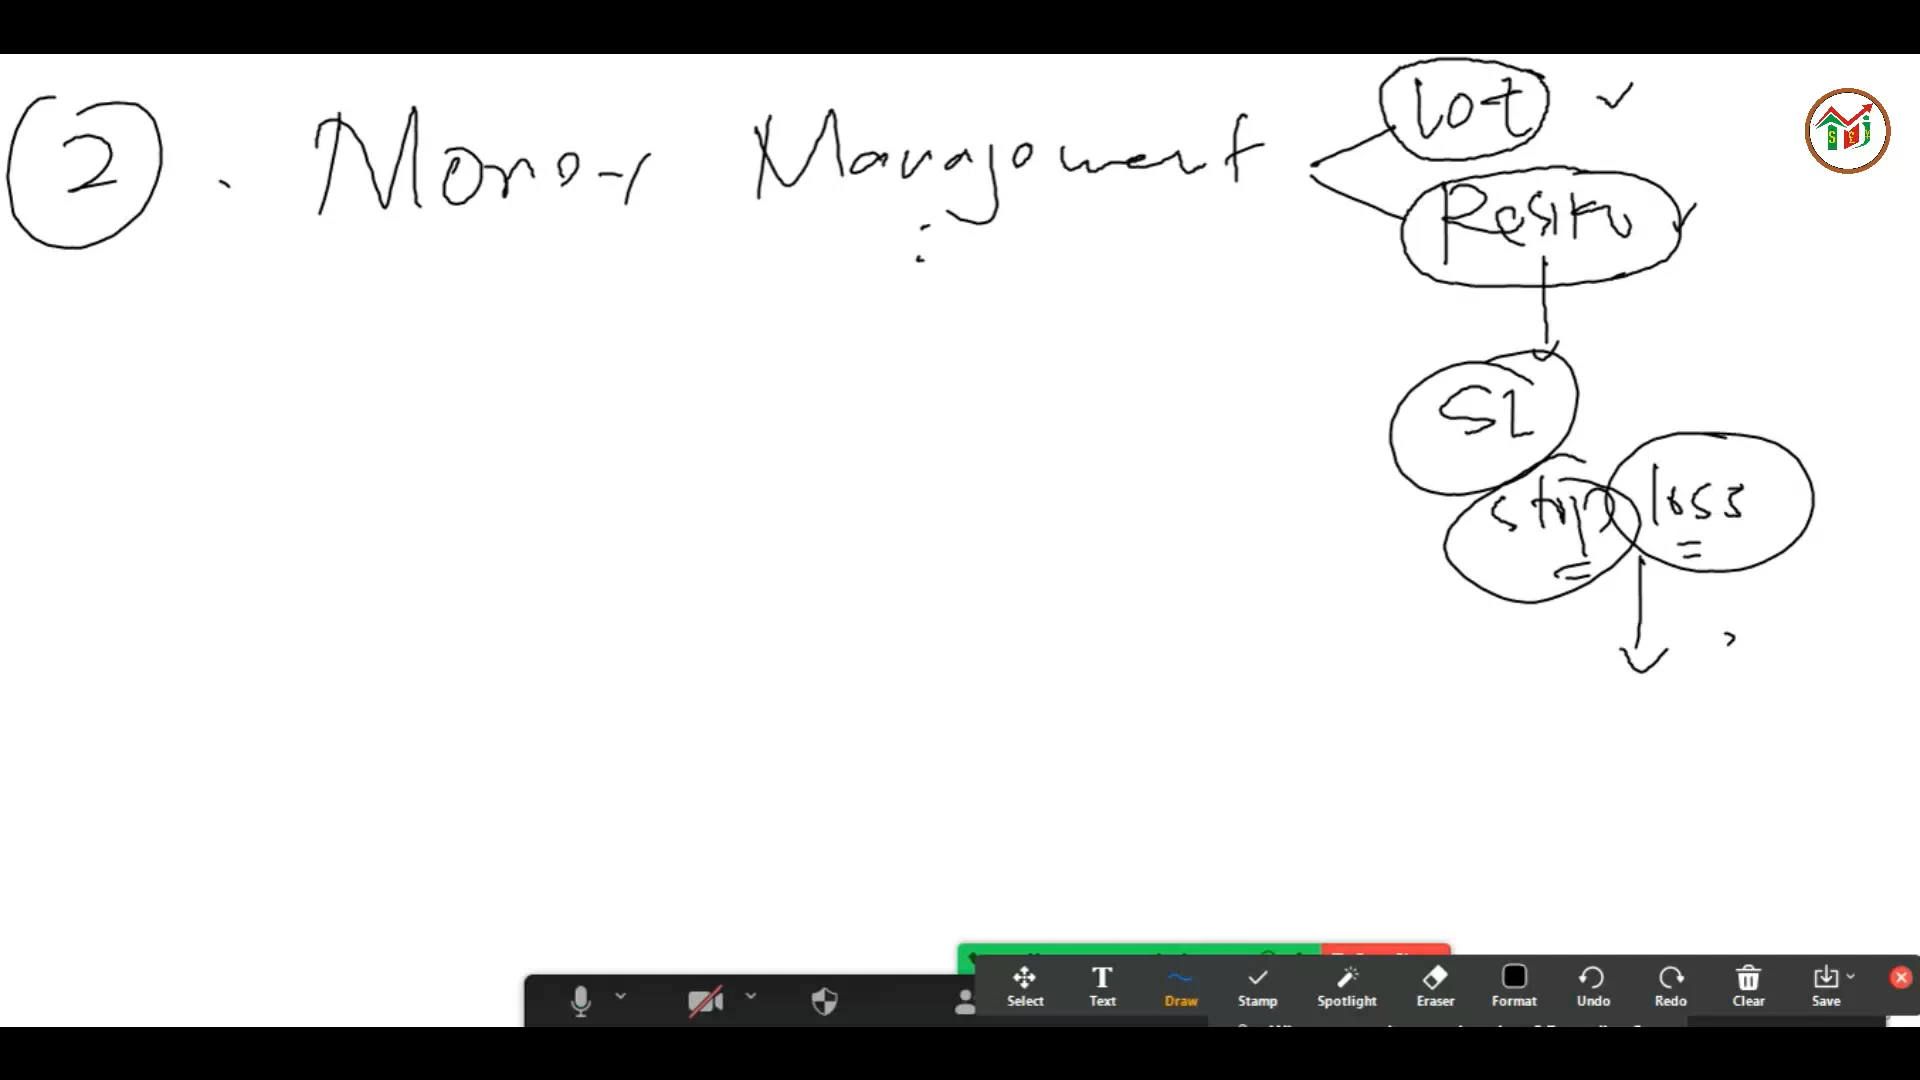 2. Money Management
Lot
Resiko
SL
stop loss
Select Text Draw Stamp Spotlight Eraser Format Undo Redo Clear Save